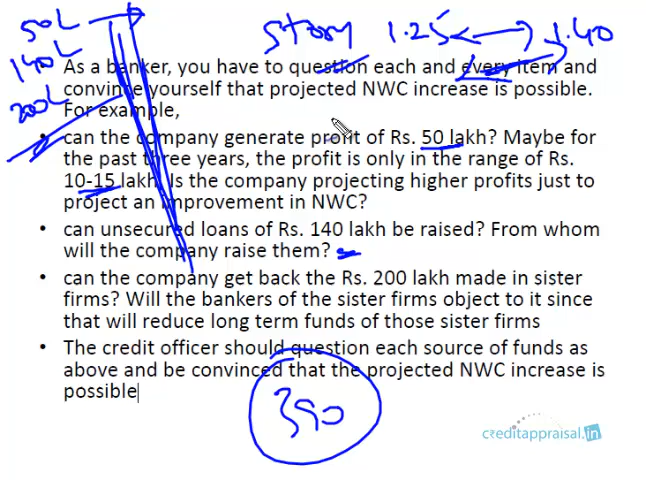 50L
story 1.25 1.40
140L
As a banker, you have to question each and every item and
convince yourself that projected NWC increase is possible.
200L
For example,
• can the company generate profit of Rs. 50 lakh? Maybe for
the past three years, the profit is only in the range of Rs.
10-15 lakh. Is the company projecting higher profits just to
project an improvement in NWC?
• can unsecured loans of Rs. 140 lakh be raised? From whom
will the company raise them?
• can the company get back the Rs. 200 lakh made in sister
firms? Will the bankers of the sister firms object to it since
that will reduce long term funds of those sister firms
• The credit officer should question each source of funds as
above and be convinced that the projected NWC increase is
possible
390
creditappraisal.in